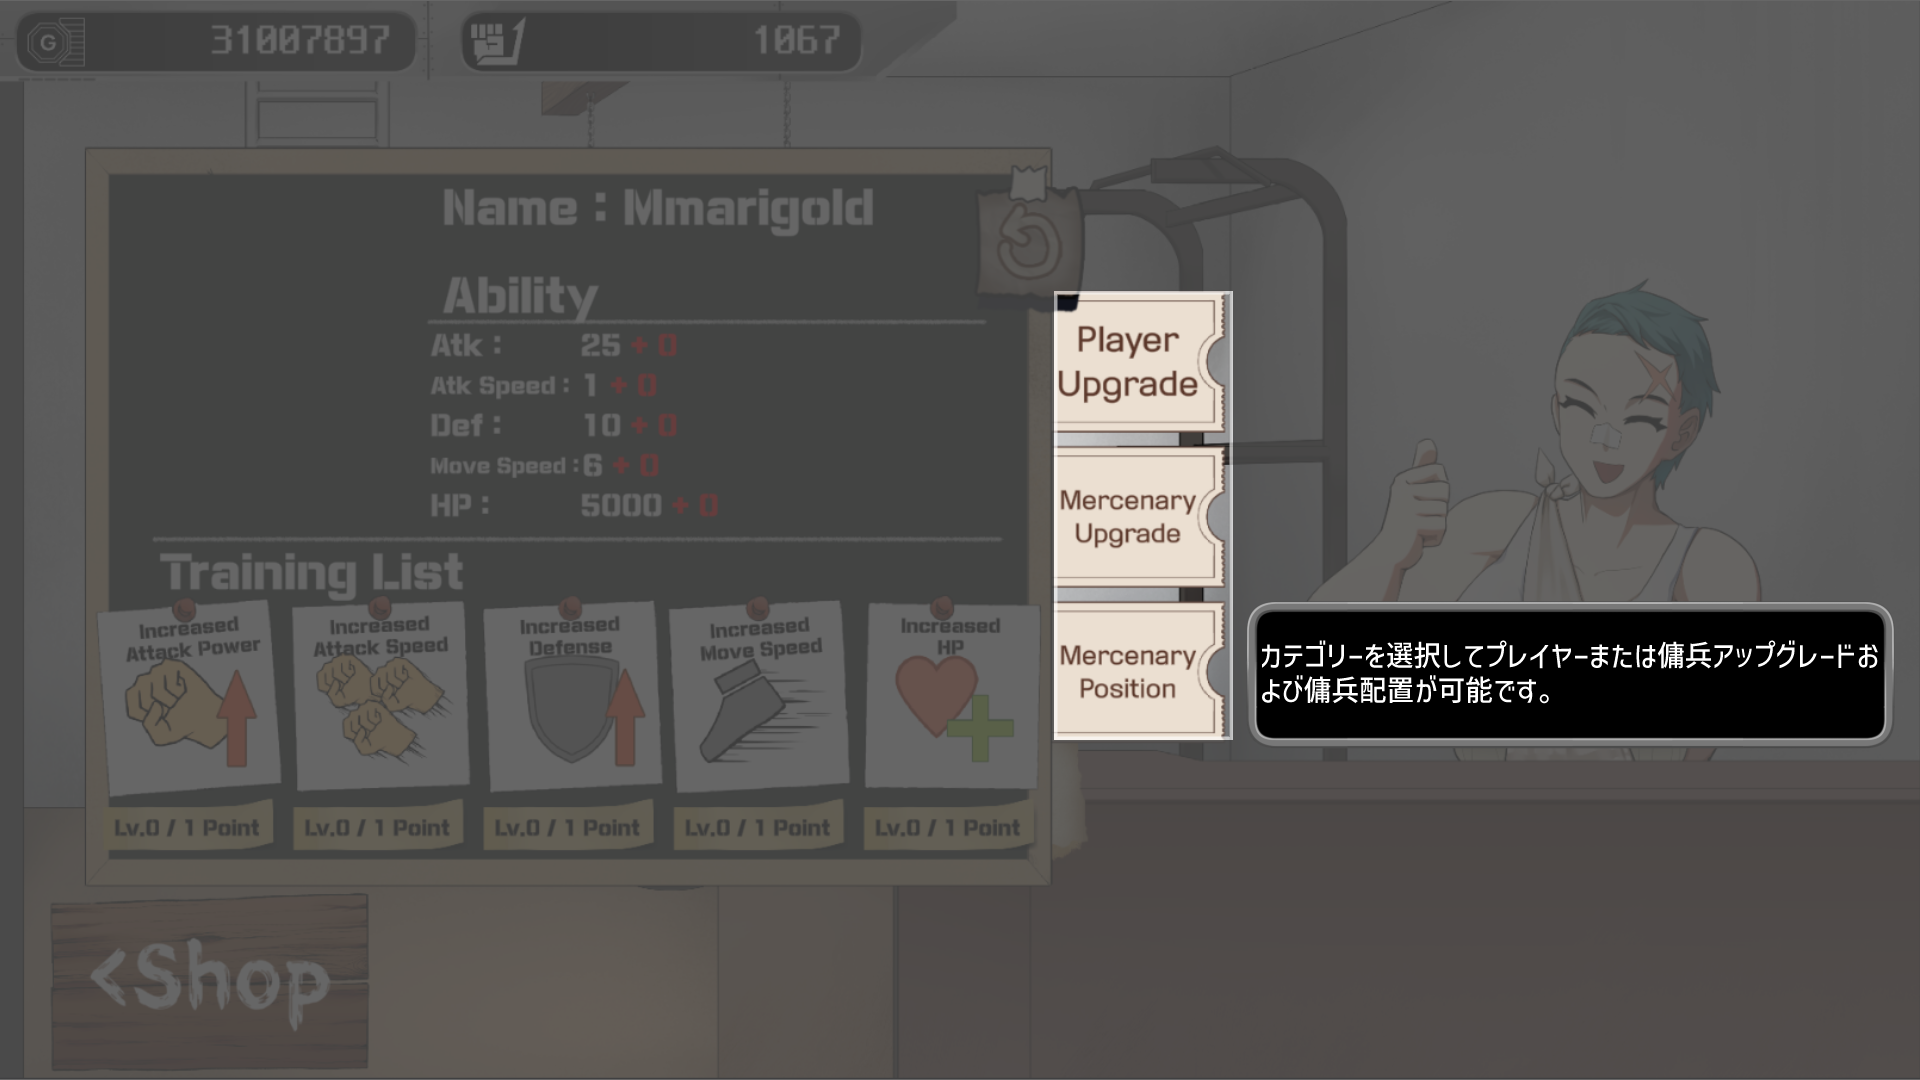 G 31007897
1 1067
Name : Mmarigold
Ability
Atk : 25 + 0
Atk Speed : 1 + 0
Def : 10 + 0
Move Speed : 6 + 0
HP : 5000 + 0
Training List
Increased
Attack Power
Increased
Attack Speed
Increased
Defense
Increased
Move Speed
Increased
HP
Lv.0 / 1 Point
Lv.0 / 1 Point
Lv.0 / 1 Point
Lv.0 / 1 Point
Lv.0 / 1 Point
Player
Upgrade
Mercenary
Upgrade
Mercenary
Position
カテゴリーを選択してプレイヤーまたは傭兵アップグレードお
よび傭兵配置が可能です。
<Shop